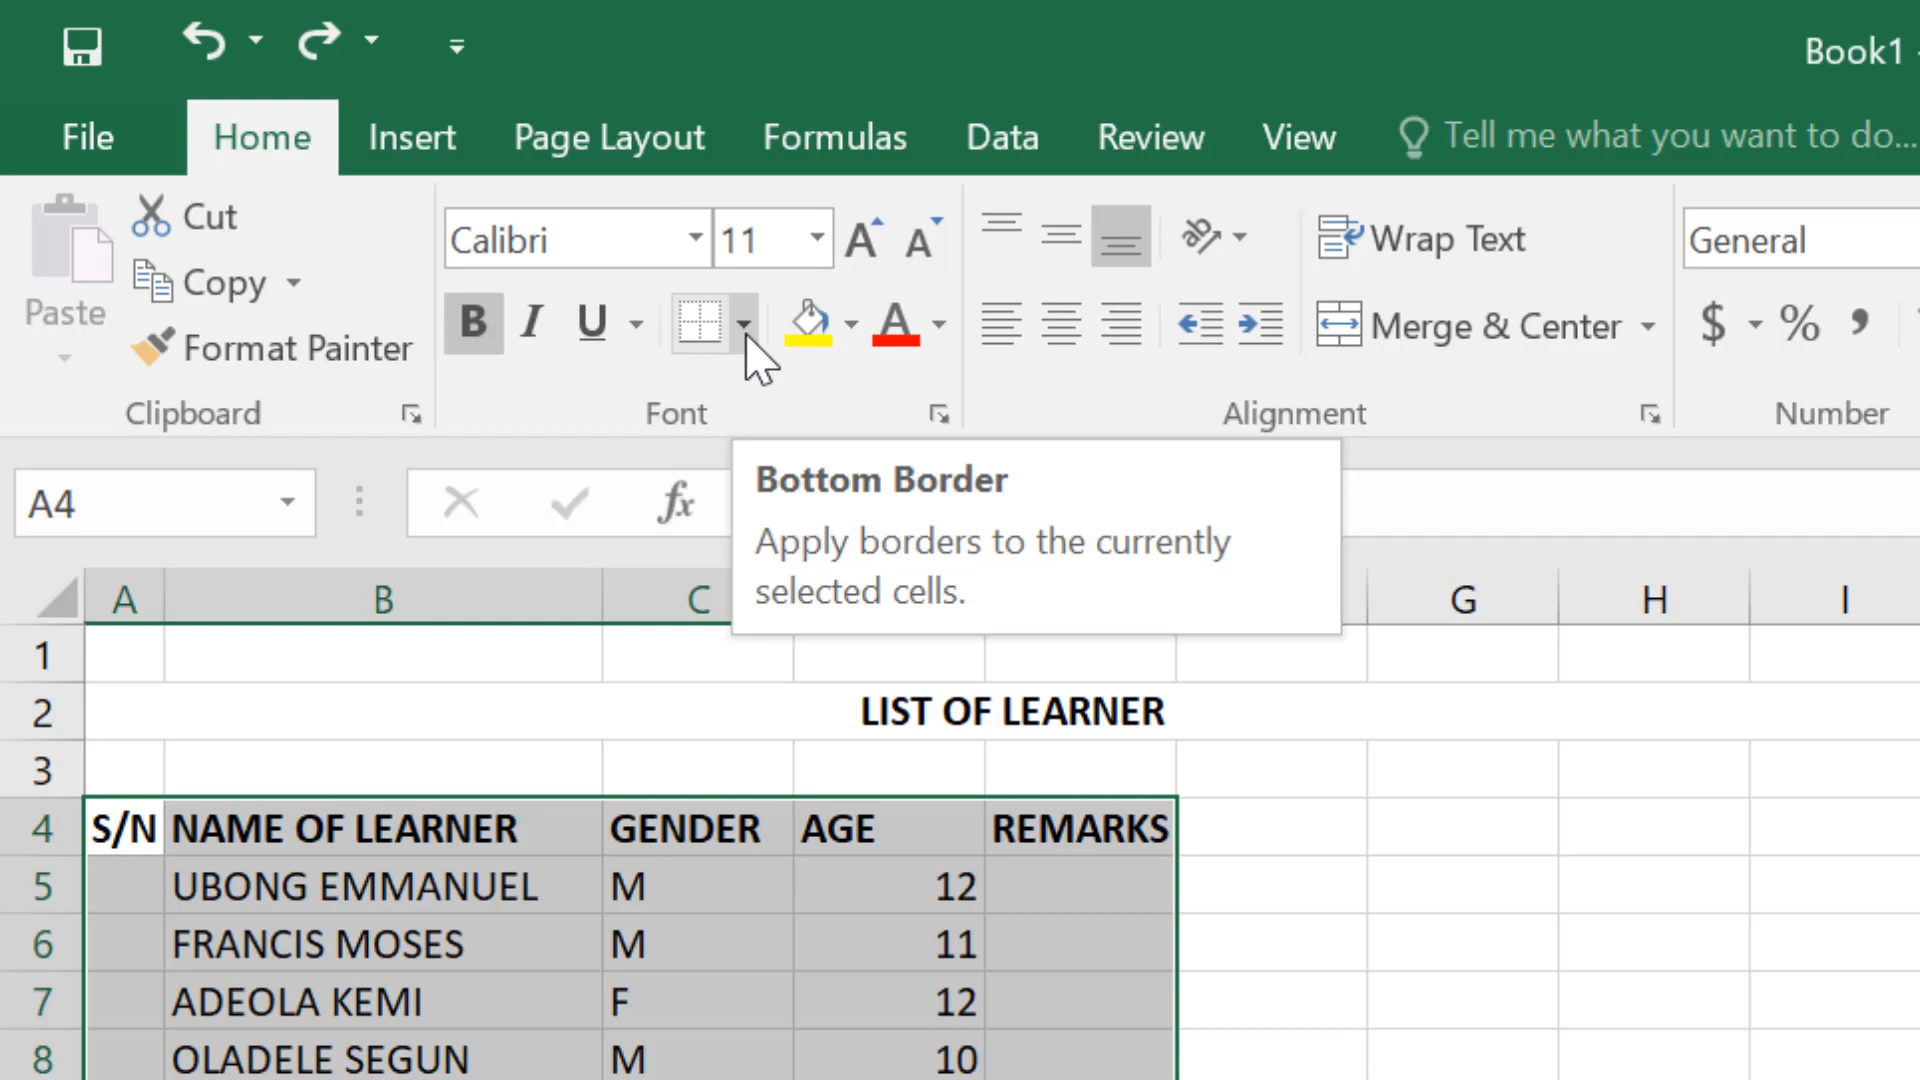 Book1 -
File Home Insert Page Layout Formulas Data Review View Tell me what you want to do...
Paste
Cut
Copy
Format Painter
Clipboard
Calibri 11
B I U A
Font
Wrap Text
Merge & Center
Alignment
General
$ % ,
Number
A4 fx
Bottom Border
Apply borders to the currently
selected cells.
A B C G H I
1
2 LIST OF LEARNER
3
4 S/N NAME OF LEARNER GENDER AGE REMARKS
5 UBONG EMMANUEL M 12
6 FRANCIS MOSES M 11
7 ADEOLA KEMI F 12
8 OLADELE SEGUN M 10